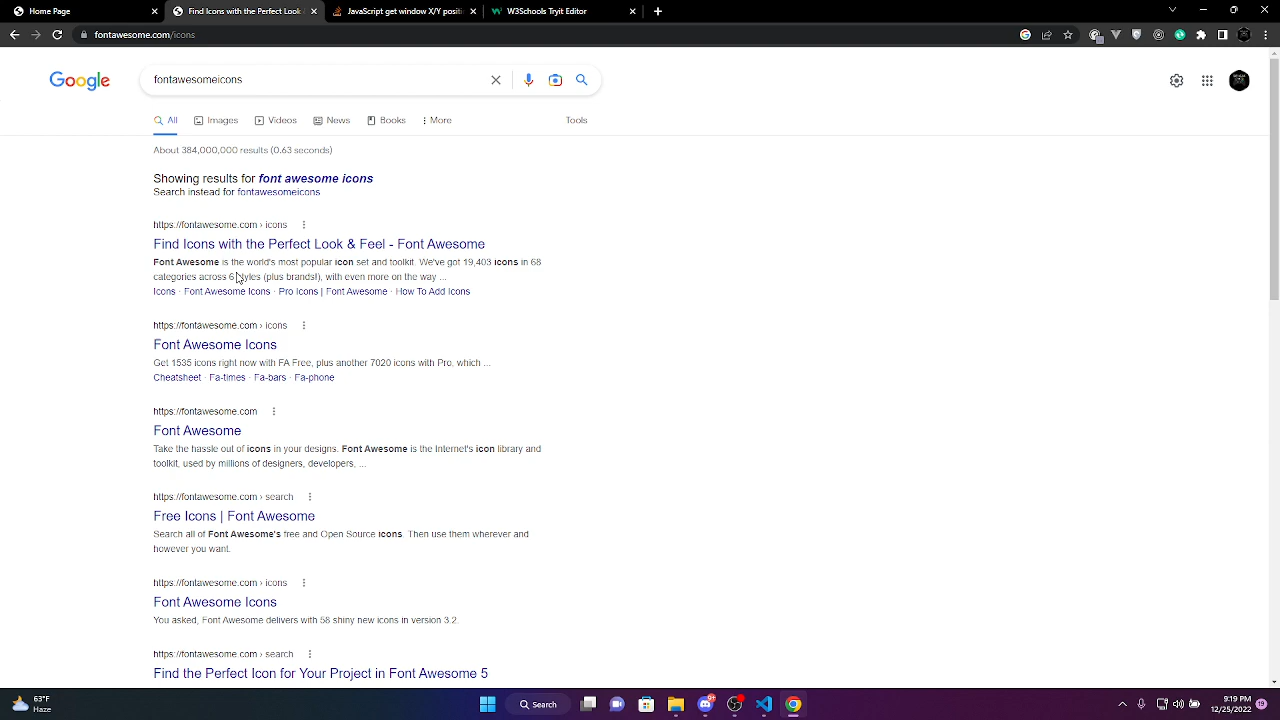 Home Page
Find Icons with the Perfect Look
JavaScript get window X/Y positi
W3Schools Tryit Editor
fontawesome.com/icons
Google
fontawesomeicons
All
Images
Videos
News
Books
More
Tools
About 384,000,000 results (0.63 seconds)
Showing results for font awesome icons
Search instead for fontawesomeicons
https://fontawesome.com › icons
Find Icons with the Perfect Look & Feel - Font Awesome
Font Awesome is the world's most popular icon set and toolkit. We've got 19,403 icons in 68
categories across 6 styles (plus brands!), with even more on the way ...
Icons · Font Awesome Icons · Pro Icons | Font Awesome · How To Add Icons
https://fontawesome.com › icons
Font Awesome Icons
Get 1535 icons right now with FA Free, plus another 7020 icons with Pro, which ...
Cheatsheet · Fa-times · Fa-bars · Fa-phone
https://fontawesome.com
Font Awesome
Take the hassle out of icons in your designs. Font Awesome is the Internet's icon library and
toolkit, used by millions of designers, developers, ...
https://fontawesome.com › search
Free Icons | Font Awesome
Search all of Font Awesome's free and Open Source icons. Then use them wherever and
however you want.
https://fontawesome.com › icons
Font Awesome Icons
You asked, Font Awesome delivers with 58 shiny new icons in version 3.2.
https://fontawesome.com › search
Find the Perfect Icon for Your Project in Font Awesome 5
63°F
Haze
Search
9:19 PM
12/25/2022